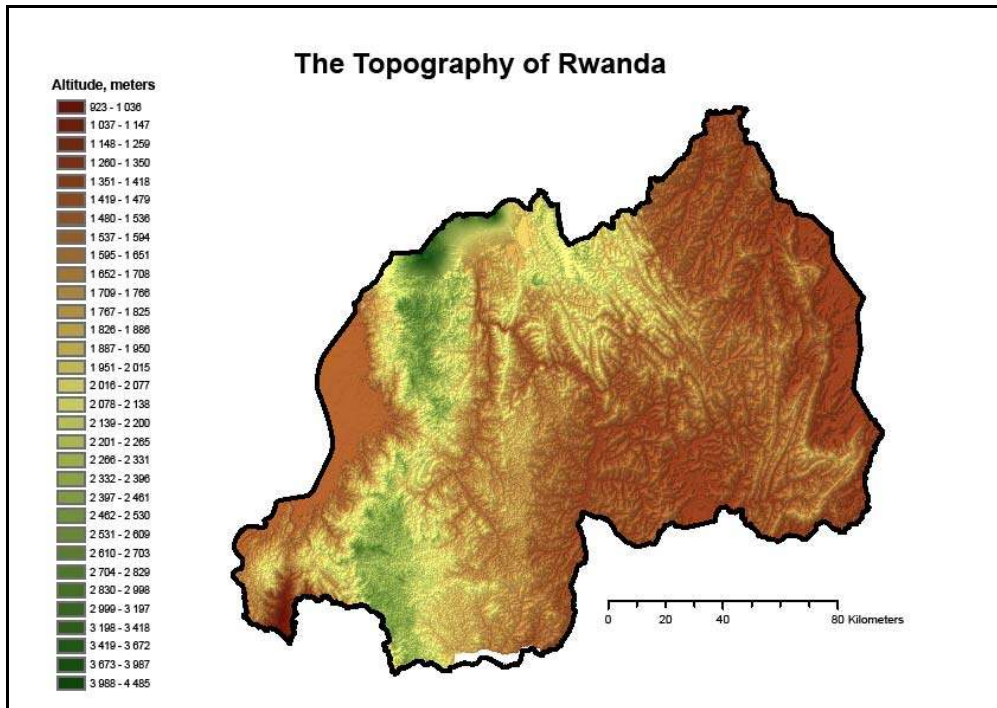 The Topography of Rwanda
Altitude, meters
923 - 1 036
1 037 - 1 147
1 148 - 1 259
1 260 - 1 350
1 351 - 1 418
1 419 - 1 479
1 480 - 1 536
1 537 - 1 594
1 595 - 1 651
1 652 - 1 708
1 709 - 1 766
1 767 - 1 825
1 826 - 1 886
1 887 - 1 950
1 951 - 2 015
2 016 - 2 077
2 078 - 2 138
2 139 - 2 200
2 201 - 2 265
2 266 - 2 331
2 332 - 2 396
2 397 - 2 461
2 462 - 2 530
2 531 - 2 609
2 610 - 2 703
2 704 - 2 829
2 830 - 2 998
2 999 - 3 197
3 198 - 3 418
3 419 - 3 672
3 673 - 3 987
3 988 - 4 485
0 20 40 80 Kilometers